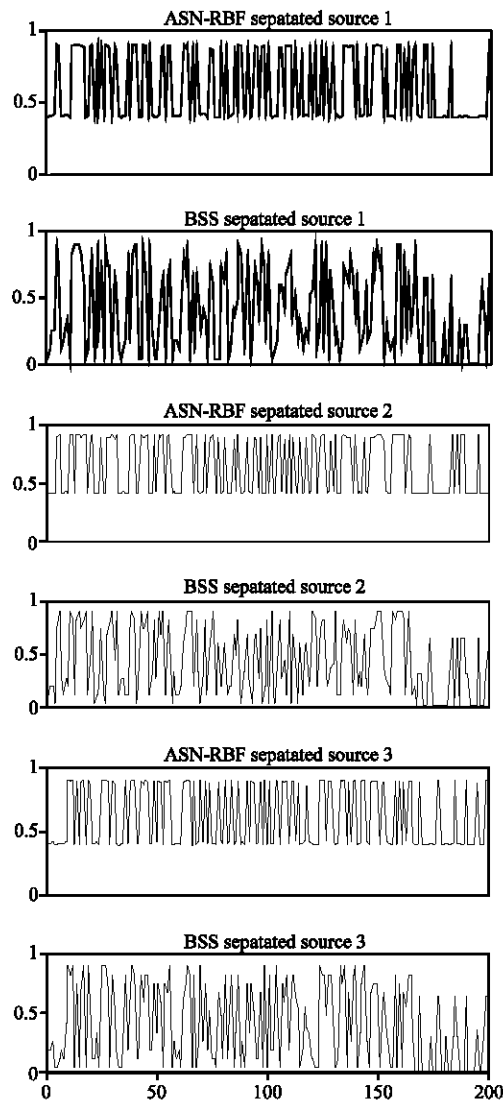 ASN-RBF sepatated source 1
1
0.5
0
BSS sepatated source 1
1
0.5
0
ASN-RBF sepatated source 2
1
0.5
0
BSS sepatated source 2
1
0.5
0
ASN-RBF sepatated source 3
1
0.5
0
BSS sepatated source 3
1
0.5
0
0 50 100 150 200